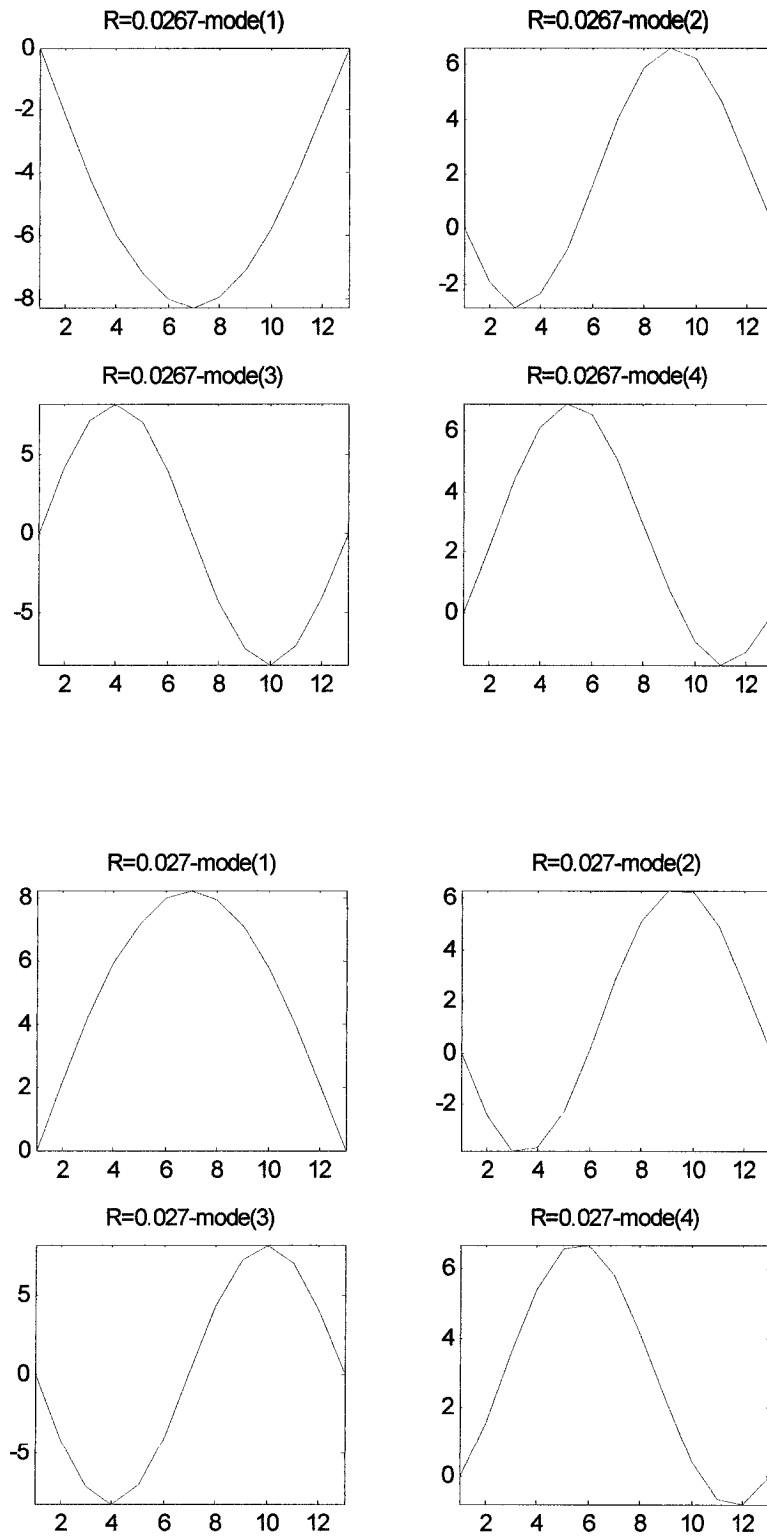 R=0.0267-mode(1)
0
-2
-4
-6
-8
2 4 6 8 10 12
R=0.0267-mode(2)
6
4
2
0
-2
2 4 6 8 10 12
R=0.0267-mode(3)
5
0
-5
2 4 6 8 10 12
R=0.0267-mode(4)
6
4
2
0
2 4 6 8 10 12
R=0.027-mode(1)
8
6
4
2
0
2 4 6 8 10 12
R=0.027-mode(2)
6
4
2
0
-2
2 4 6 8 10 12
R=0.027-mode(3)
5
0
-5
2 4 6 8 10 12
R=0.027-mode(4)
6
4
2
0
2 4 6 8 10 12